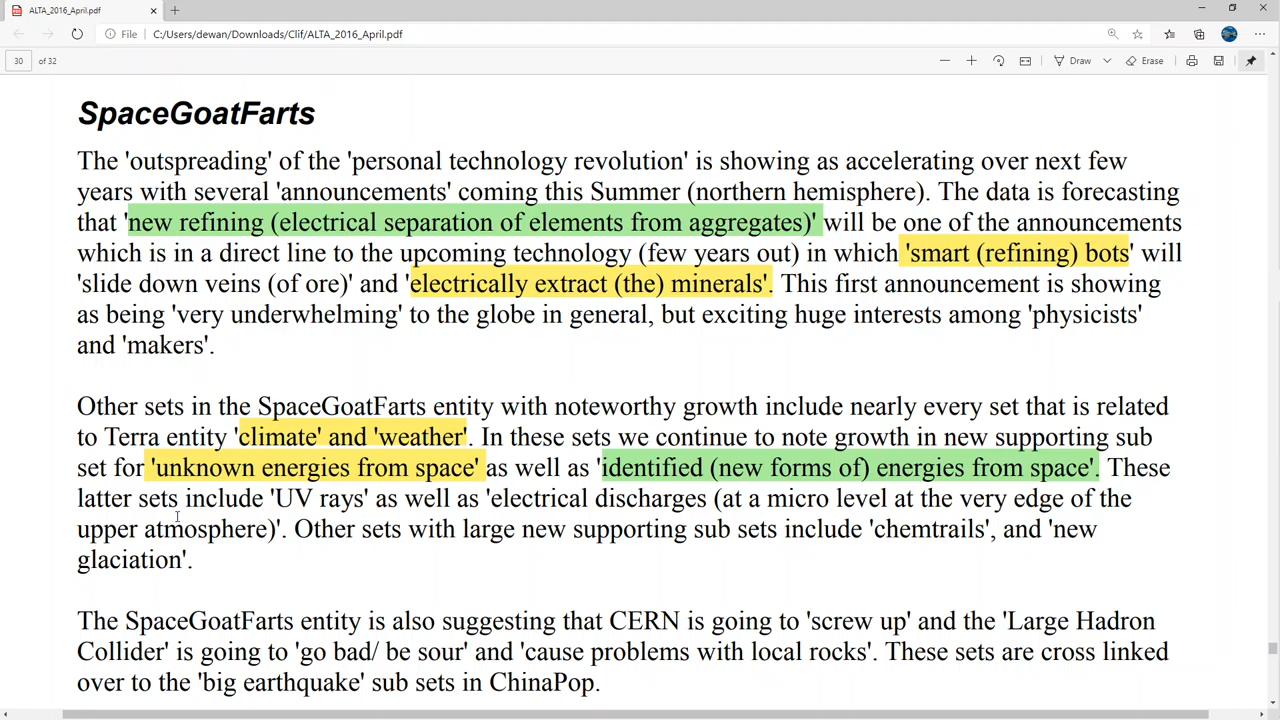 ALTA_2016_April.pdf
File C:/Users/dewan/Downloads/Clif/ALTA_2016_April.pdf
30 of 32
Draw
Erase
SpaceGoatFarts
The 'outspreading' of the 'personal technology revolution' is showing as accelerating over next few
years with several 'announcements' coming this Summer (northern hemisphere). The data is forecasting
that 'new refining (electrical separation of elements from aggregates)' will be one of the announcements
which is in a direct line to the upcoming technology (few years out) in which 'smart (refining) bots' will
'slide down veins (of ore)' and 'electrically extract (the) minerals'. This first announcement is showing
as being 'very underwhelming' to the globe in general, but exciting huge interests among 'physicists'
and 'makers'.
Other sets in the SpaceGoatFarts entity with noteworthy growth include nearly every set that is related
to Terra entity 'climate' and 'weather'. In these sets we continue to note growth in new supporting sub
set for 'unknown energies from space' as well as 'identified (new forms of) energies from space'. These
latter sets include 'UV rays' as well as 'electrical discharges (at a micro level at the very edge of the
upper atmosphere)'. Other sets with large new supporting sub sets include 'chemtrails', and 'new
glaciation'.
The SpaceGoatFarts entity is also suggesting that CERN is going to 'screw up' and the 'Large Hadron
Collider' is going to 'go bad/ be sour' and 'cause problems with local rocks'. These sets are cross linked
over to the 'big earthquake' sub sets in ChinaPop.